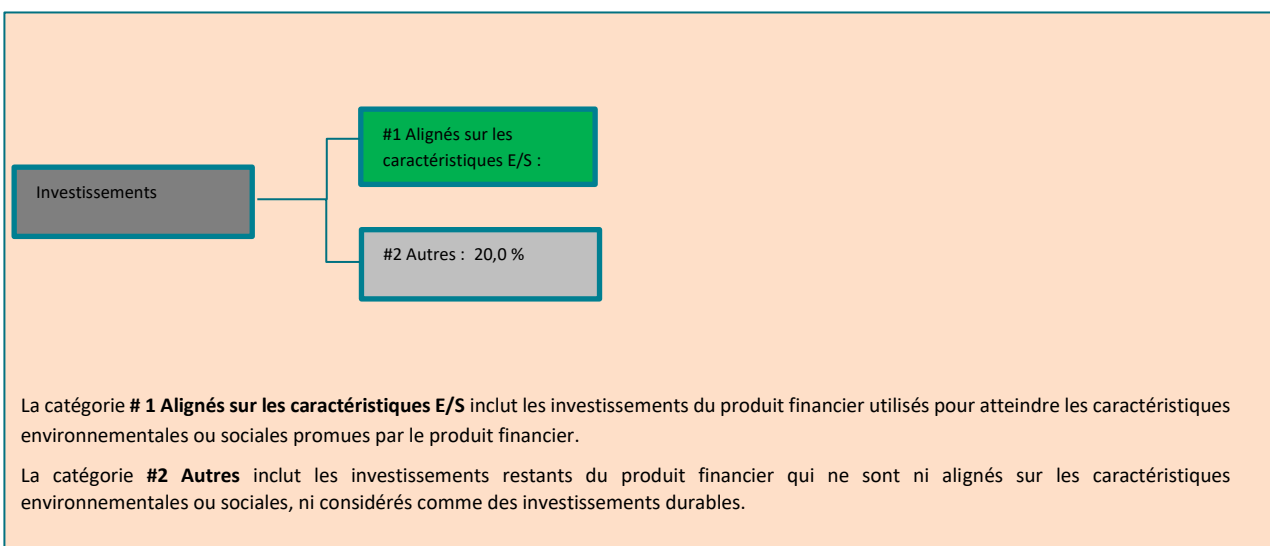 #1 Alignés sur les
caractéristiques E/S :
Investissements
#2 Autres : 20,0 %
La catégorie # 1 Alignés sur les caractéristiques E/S inclut les investissements du produit financier utilisés pour atteindre les caractéristiques
environnementales ou sociales promues par le produit financier.
La catégorie #2 Autres inclut les investissements restants du produit financier qui ne sont ni alignés sur les caractéristiques
environnementales ou sociales, ni considérés comme des investissements durables.